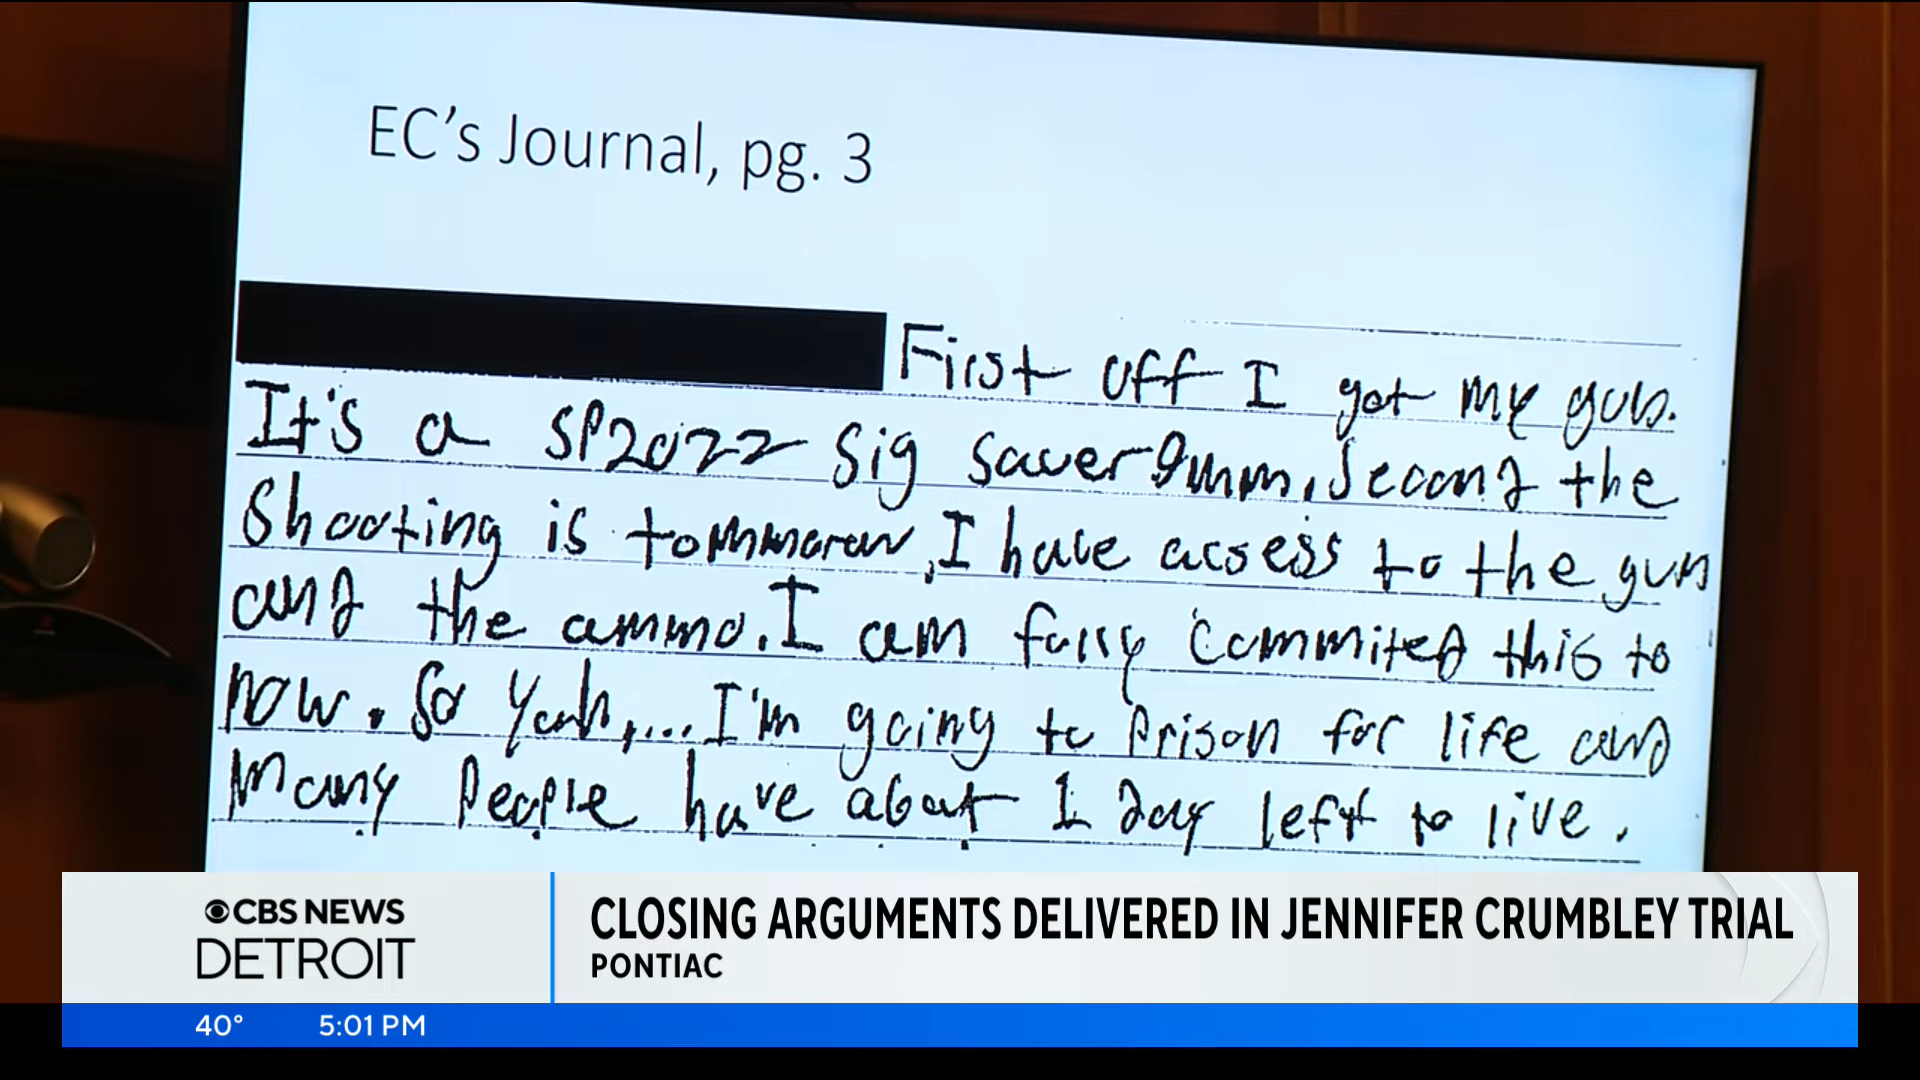 EC's Journal, pg. 3
First off I got my gun.
It's a SP2022 Sig sauer 9mm. Second the
Shooting is tommorow, I have access to the gun
and the ammo. I am fully commited this to
now. So Yeah,... I'm going to prison for life and
Many People have about 1 day left to live.
CBS NEWS
DETROIT
CLOSING ARGUMENTS DELIVERED IN JENNIFER CRUMBLEY TRIAL
PONTIAC
40° 5:01 PM